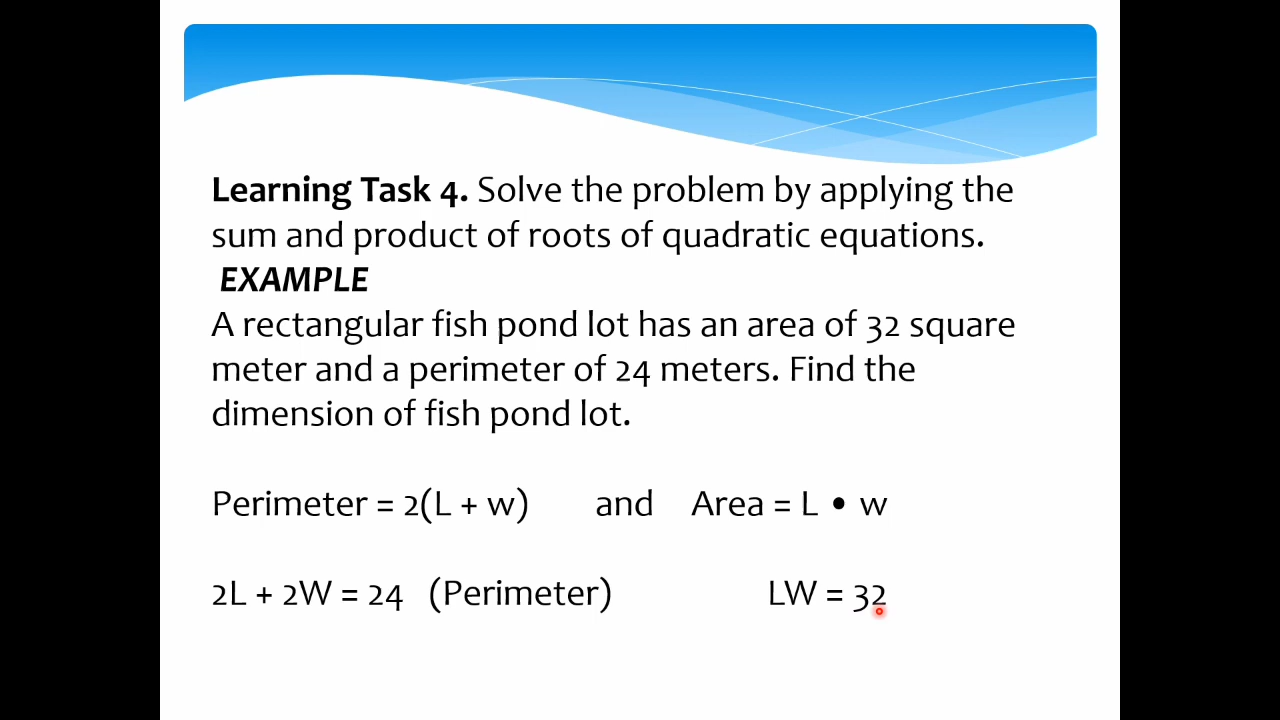 Learning Task 4. Solve the problem by applying the
sum and product of roots of quadratic equations.
EXAMPLE
A rectangular fish pond lot has an area of 32 square
meter and a perimeter of 24 meters. Find the
dimension of fish pond lot.
Perimeter = 2(L + w) and Area = L • w
2L + 2W = 24 (Perimeter) LW = 32